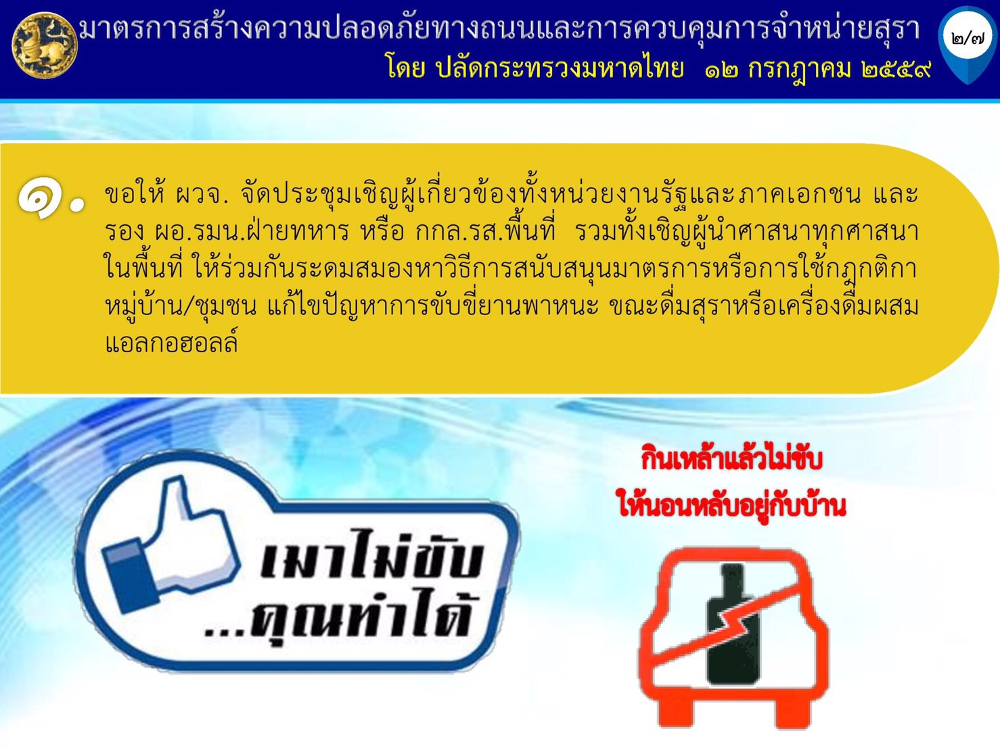 มาตรการสร้างความปลอดภัยทางถนนและการควบคุมการจำหน่ายสุรา
๒/๗
โดย ปลัดกระทรวงมหาดไทย ๑๒ กรกฎาคม ๒๕๕๙
๑.
ขอให้ ผวจ. จัดประชุมเชิญผู้เกี่ยวข้องทั้งหน่วยงานรัฐและภาคเอกชน และ
รอง ผอ.รมน.ฝ่ายทหาร หรือ กกล.รส.พื้นที่ รวมทั้งเชิญผู้นำศาสนาทุกศาสนา
ในพื้นที่ ให้ร่วมกันระดมสมองหาวิธีการสนับสนุนมาตรการหรือการใช้กฎกติกา
หมู่บ้าน/ชุมชน แก้ไขปัญหาการขับขี่ยานพาหนะ ขณะดื่มสุราหรือเครื่องดื่มผสม
แอลกอฮอลล์
กินเหล้าแล้วไม่ขับ
ให้นอนหลับอยู่กับบ้าน
เมาไม่ขับ
...คุณทำได้